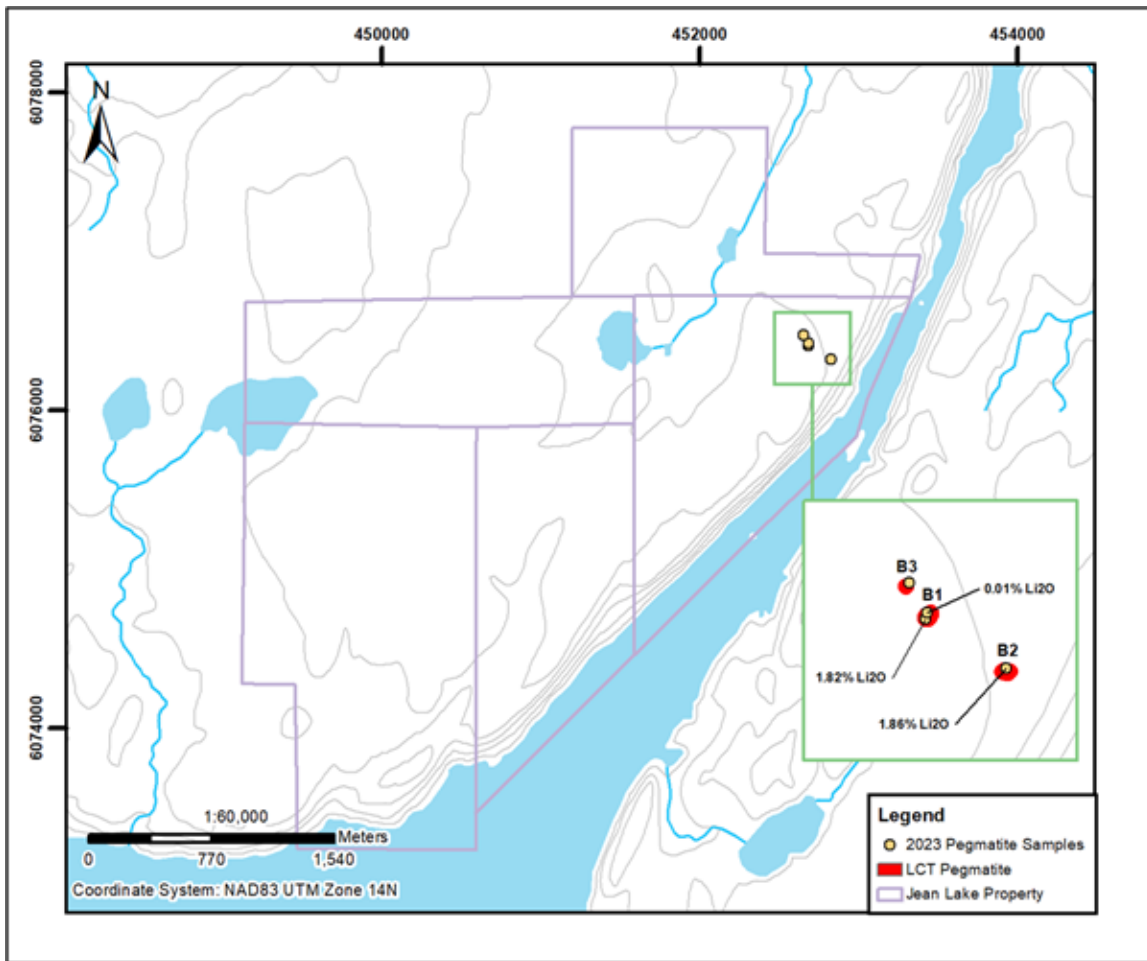 450000
452000
454000
6078000
6076000
6074000
N
B3
B1
0.01% Li2O
B2
1.82% Li2O
1.86% Li2O
1:60,000
Meters
0
770
1,540
Coordinate System: NAD83 UTM Zone 14N
Legend
2023 Pegmatite Samples
LCT Pegmatite
Jean Lake Property